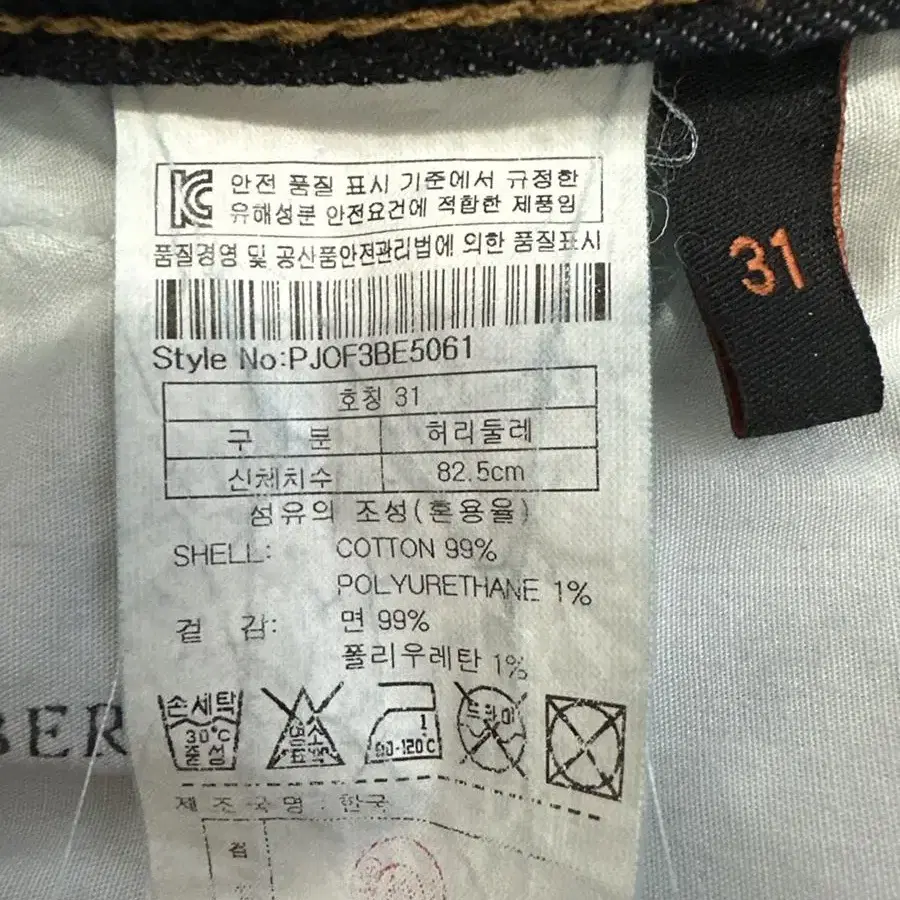 안전 품질 표시 기준에서 규정한
유해성분 안전요건에 적합한 제품임
품질경영 및 공산품안전관리법에 의한 품질표시
Style No:PJOF3BE5061
호칭 31
구 분 허리둘레
신체치수 82.5cm
섬유의 조성(혼용율)
SHELL: COTTON 99%
POLYURETHANE 1%
겉 감: 면 99%
폴리우레탄 1%
손세탁
30°C
중성
염소
표백
1
80-120℃
드라이
제조국명 : 한국
겉
31
BER